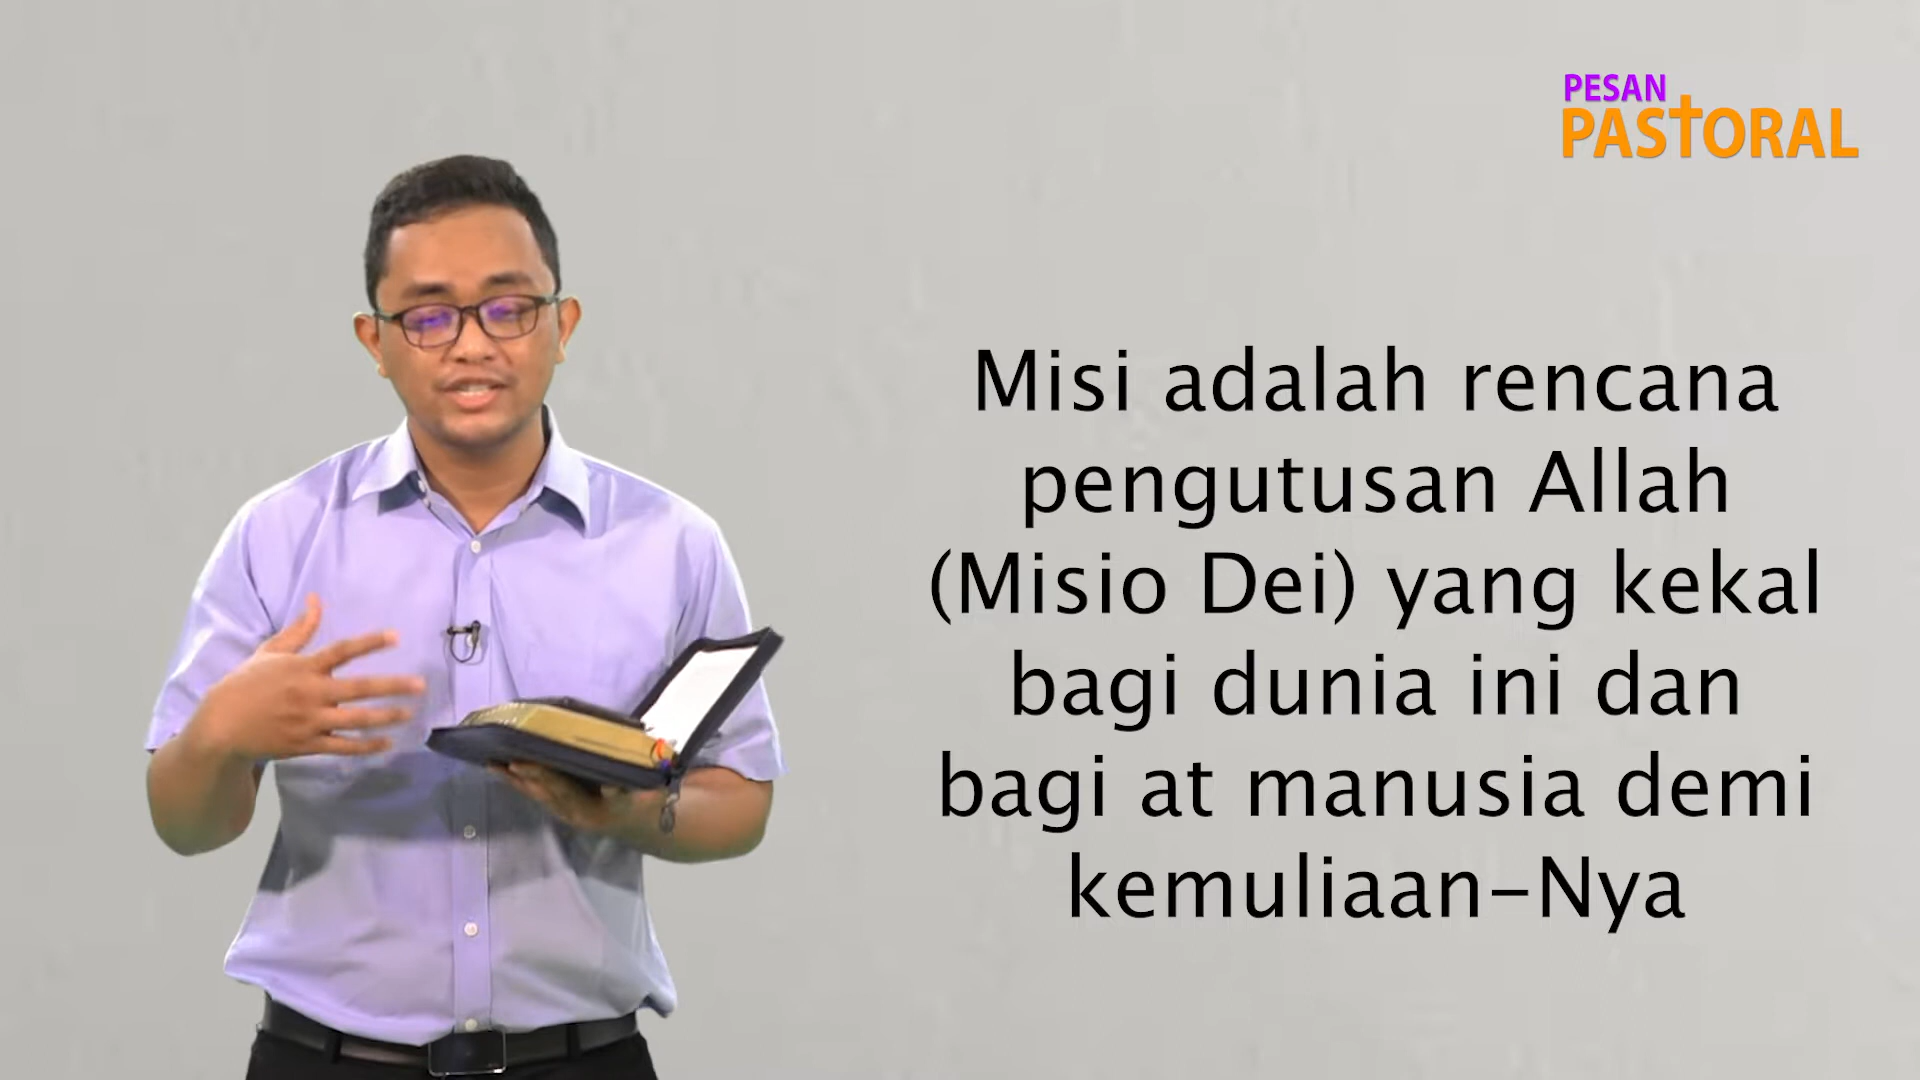 PESAN
PASTORAL
Misi adalah rencana
pengutusan Allah
(Misio Dei) yang kekal
bagi dunia ini dan
bagi at manusia demi
kemuliaan-Nya